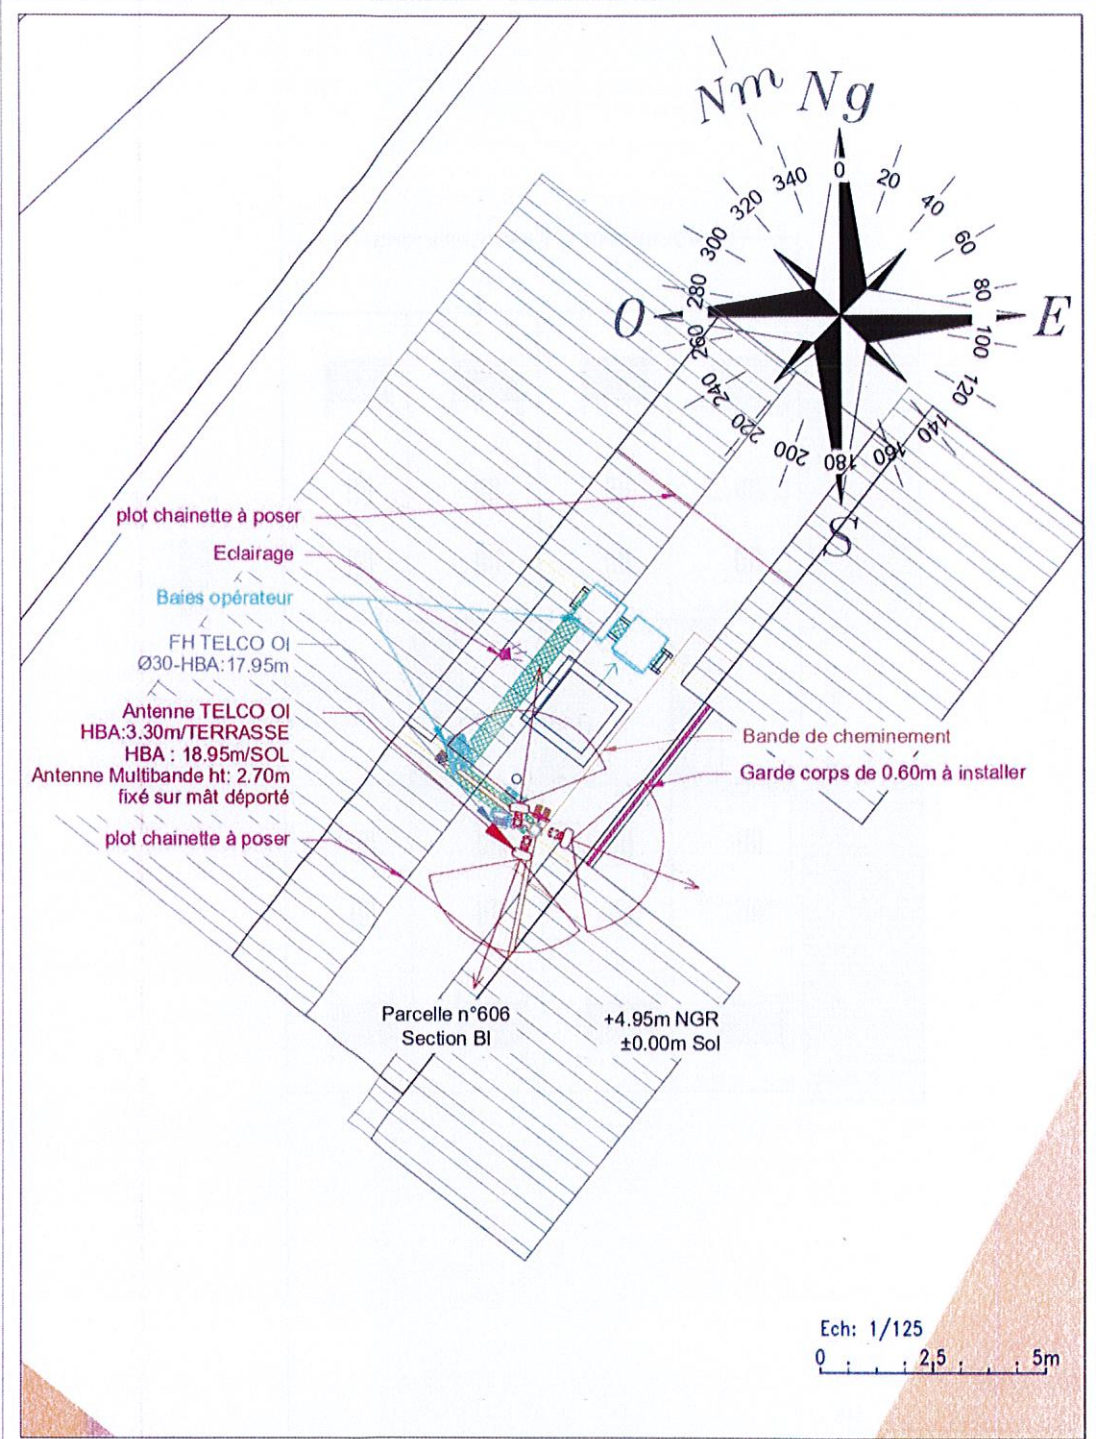 Nm Ng
0
20
40
60
80
100
120
140
160
180
200
220
240
260
280
300
320
340
O
E
S
plot chainette à poser
Eclairage
Baies opérateur
FH TELCO OI
Ø30-HBA:17.95m
Antenne TELCO OI
HBA:3.30m/TERRASSE
HBA : 18.95m/SOL
Antenne Multibande ht: 2.70m
fixé sur mât déporté
plot chainette à poser
Bande de cheminement
Garde corps de 0.60m à installer
Parcelle n°606
Section BI
+4.95m NGR
±0.00m Sol
Ech: 1/125
0 2,5 5m